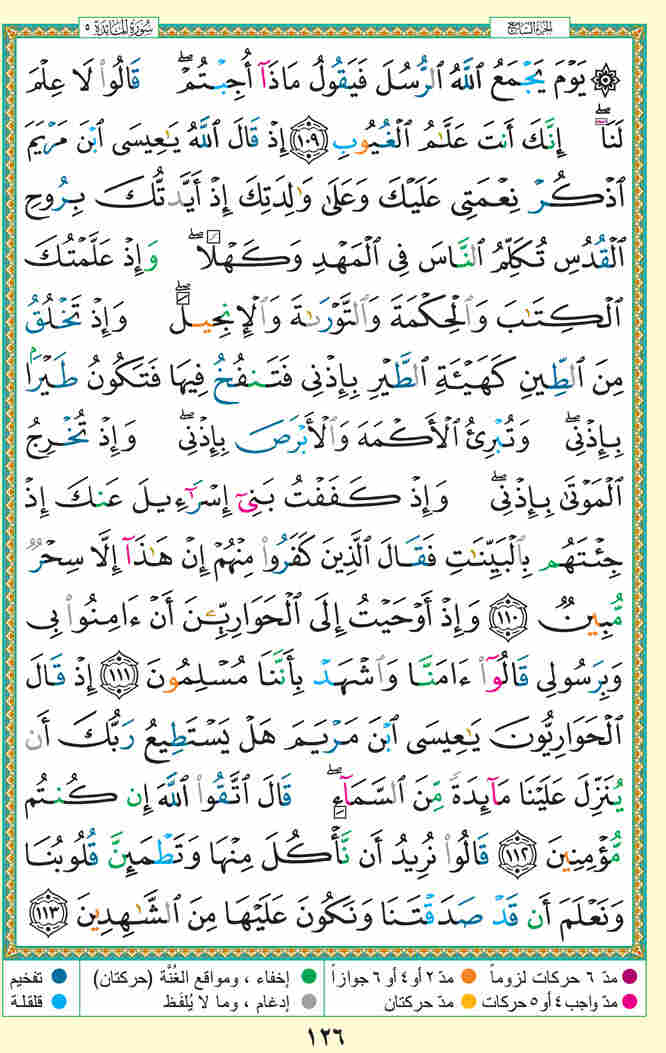 سُورَةُ المَائِدَة ٥
الجزء السابع
۞ يَوْمَ يَجْمَعُ ٱللَّهُ ٱلرُّسُلَ فَيَقُولُ مَاذَآ أُجِبْتُمْ ۖ قَالُوا۟ لَا عِلْمَ
لَنَآ ۖ إِنَّكَ أَنتَ عَلَّـٰمُ ٱلْغُيُوبِ ١٠٩ إِذْ قَالَ ٱللَّهُ يَـٰعِيسَى ٱبْنَ مَرْيَمَ
ٱذْكُرْ نِعْمَتِى عَلَيْكَ وَعَلَىٰ وَٰلِدَتِكَ إِذْ أَيَّدتُّكَ بِرُوحِ
ٱلْقُدُسِ تُكَلِّمُ ٱلنَّاسَ فِى ٱلْمَهْدِ وَكَهْلًا ۖ وَإِذْ عَلَّمْتُكَ
ٱلْكِتَـٰبَ وَٱلْحِكْمَةَ وَٱلتَّوْرَىٰةَ وَٱلْإِنجِيلَ ۖ وَإِذْ تَخْلُقُ
مِنَ ٱلطِّينِ كَهَيْـَٔةِ ٱلطَّيْرِ بِإِذْنِى فَتَنفُخُ فِيهَا فَتَكُونُ طَيْرًۢا
بِإِذْنِى ۖ وَتُبْرِئُ ٱلْأَكْمَهَ وَٱلْأَبْرَصَ بِإِذْنِى ۖ وَإِذْ تُخْرِجُ
ٱلْمَوْتَىٰ بِإِذْنِى ۖ وَإِذْ كَفَفْتُ بَنِىٓ إِسْرَٰٓءِيلَ عَنكَ إِذْ
جِئْتَهُم بِٱلْبَيِّنَـٰتِ فَقَالَ ٱلَّذِينَ كَفَرُوا۟ مِنْهُمْ إِنْ هَـٰذَآ إِلَّا سِحْرٌ
مُّبِينٌ ١١٠ وَإِذْ أَوْحَيْتُ إِلَى ٱلْحَوَارِيِّـۧنَ أَنْ ءَامِنُوا۟ بِى
وَبِرَسُولِى قَالُوٓا۟ ءَامَنَّا وَٱشْهَدْ بِأَنَّنَا مُسْلِمُونَ ١١١ إِذْ قَالَ
ٱلْحَوَارِيُّونَ يَـٰعِيسَى ٱبْنَ مَرْيَمَ هَلْ يَسْتَطِيعُ رَبُّكَ أَن
يُنَزِّلَ عَلَيْنَا مَآئِدَةً مِّنَ ٱلسَّمَآءِ ۖ قَالَ ٱتَّقُوا۟ ٱللَّهَ إِن كُنتُم
مُّؤْمِنِينَ ١١٢ قَالُوا۟ نُرِيدُ أَن نَّأْكُلَ مِنْهَا وَتَطْمَئِنَّ قُلُوبُنَا
وَنَعْلَمَ أَن قَدْ صَدَقْتَنَا وَنَكُونَ عَلَيْهَا مِنَ ٱلشَّـٰهِدِينَ ١١٣
مدّ ٦ حركات لزوماً مدّ ٢ أو ٤ أو ٦ جوازاً إخفاء ، ومواقع الغُنَّة (حركتان) تفخيم
مدّ واجب ٤ أو ٥ حركات مدّ حركتان إدغام ، وما لا يُلفَظ قلقلة
١٢٦